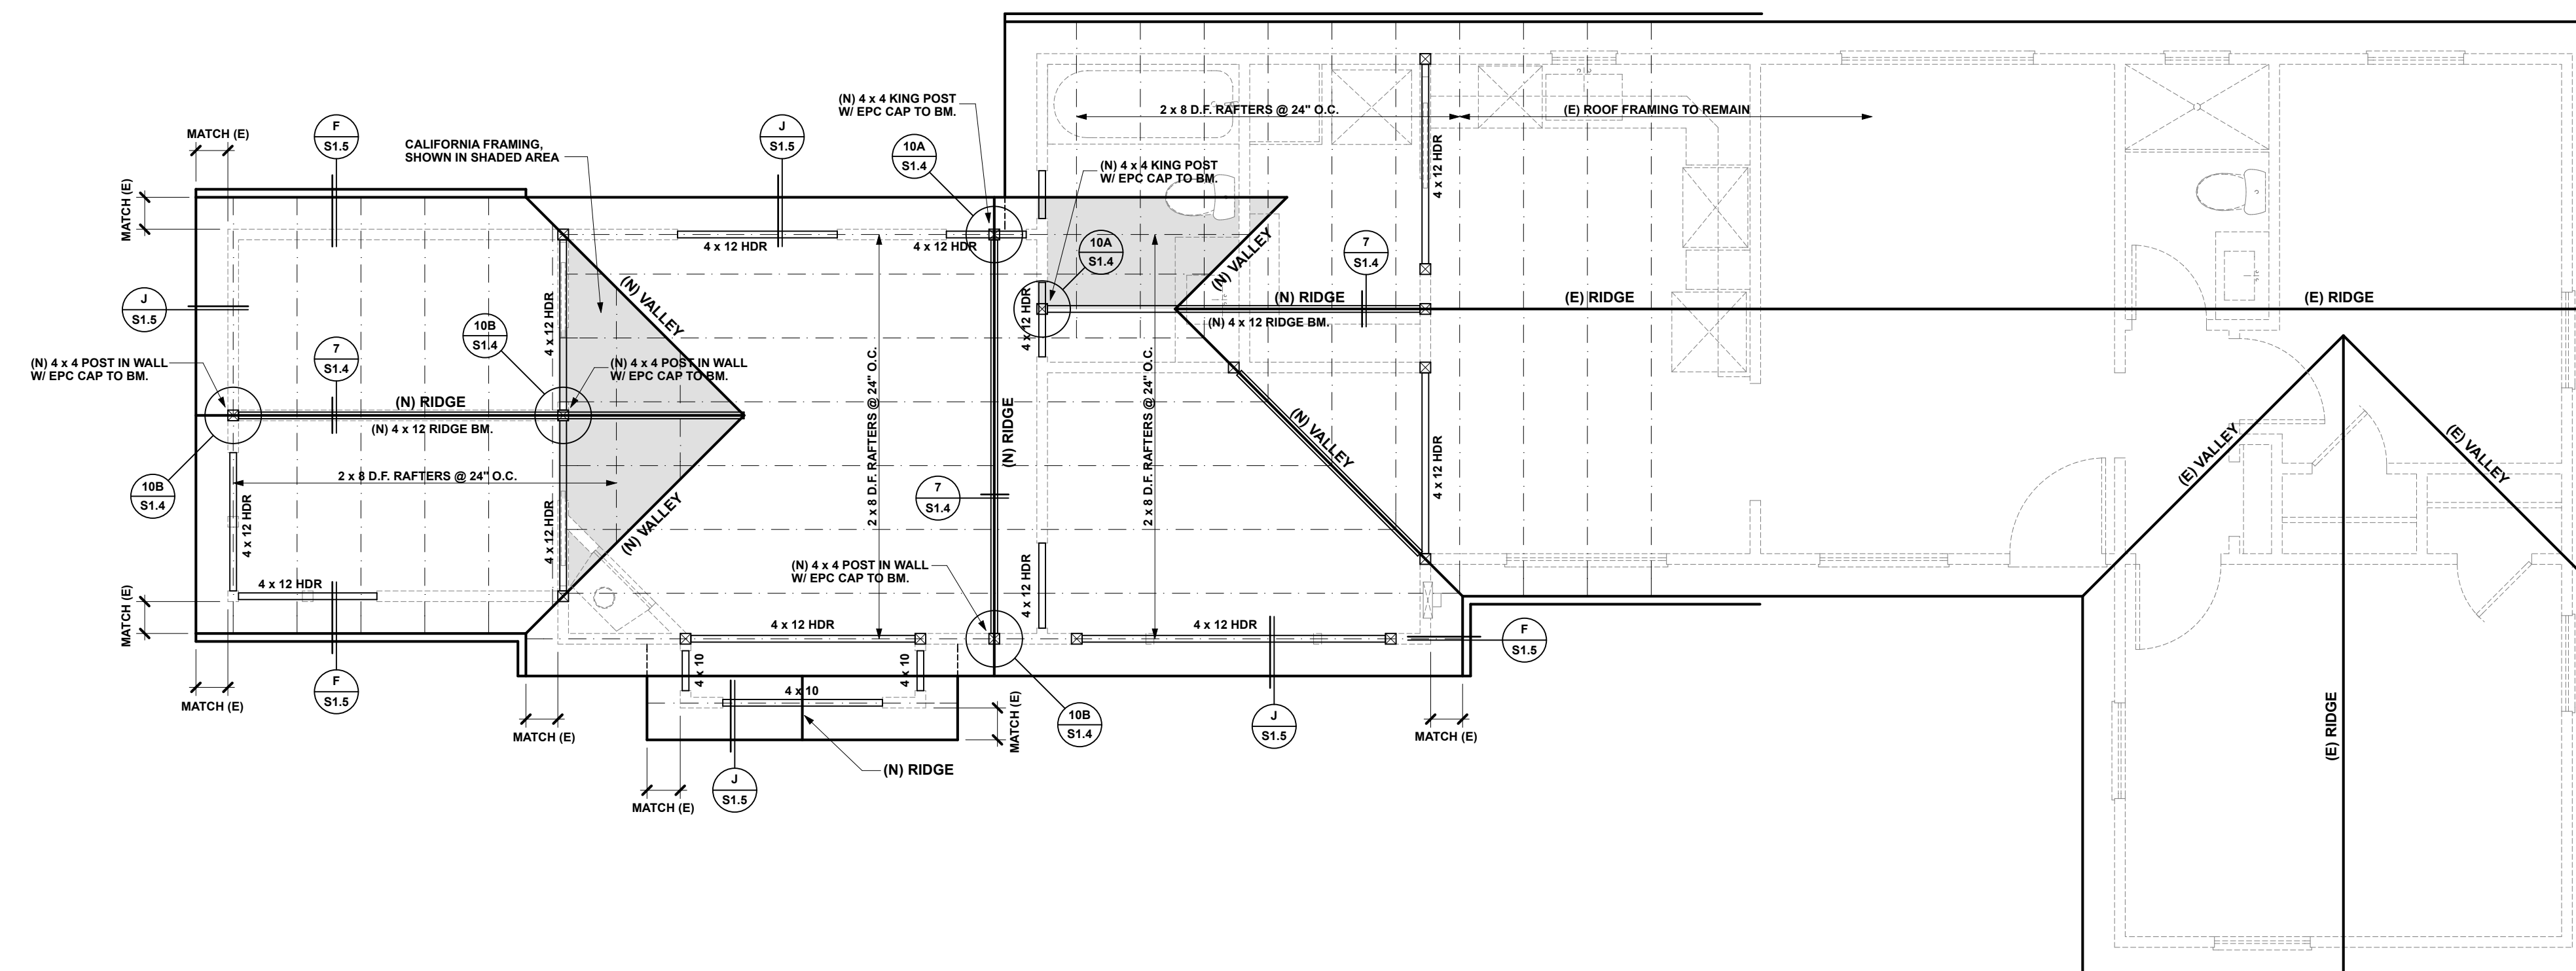 (N) 4 x 4 KING POST
W/ EPC CAP TO BM.
2 x 8 D.F. RAFTERS @ 24" O.C.
(E) ROOF FRAMING TO REMAIN
MATCH (E)
F
S1.5
CALIFORNIA FRAMING,
SHOWN IN SHADED AREA
J
S1.5
10A
S1.4
(N) 4 x 4 KING POST
W/ EPC CAP TO BM.
4 x 12 HDR
MATCH (E)
4 x 12 HDR
4 x 12 HDR
10A
S1.4
7
S1.4
(N) VALLEY
J
S1.5
(N) VALLEY
4 x 12 HDR
4 x 12 HDR
(N) RIDGE
(E) RIDGE
(E) RIDGE
(N) 4 x 12 RIDGE BM.
10B
S1.4
7
S1.4
(N) 4 x 4 POST IN WALL
W/ EPC CAP TO BM.
(N) 4 x 4 POST IN WALL
W/ EPC CAP TO BM.
(N) RIDGE
(N) 4 x 12 RIDGE BM.
2 x 8 D.F. RAFTERS @ 24" O.C.
(N) RIDGE
2 x 8 D.F. RAFTERS @ 24" O.C.
(N) VALLEY
4 x 12 HDR
(E) VALLEY
(E) VALLEY
2 x 8 D.F. RAFTERS @ 24" O.C.
10B
S1.4
7
S1.4
4 x 12 HDR
4 x 12 HDR
(N) VALLEY
(N) 4 x 4 POST IN WALL
W/ EPC CAP TO BM.
4 x 12 HDR
4 x 12 HDR
MATCH (E)
4 x 12 HDR
4 x 12 HDR
F
S1.5
4 x 10
4 x 10
4 x 10
F
S1.5
MATCH (E)
10B
S1.4
MATCH (E)
J
S1.5
MATCH (E)
MATCH (E)
(E) RIDGE
(N) RIDGE
J
S1.5
MATCH (E)